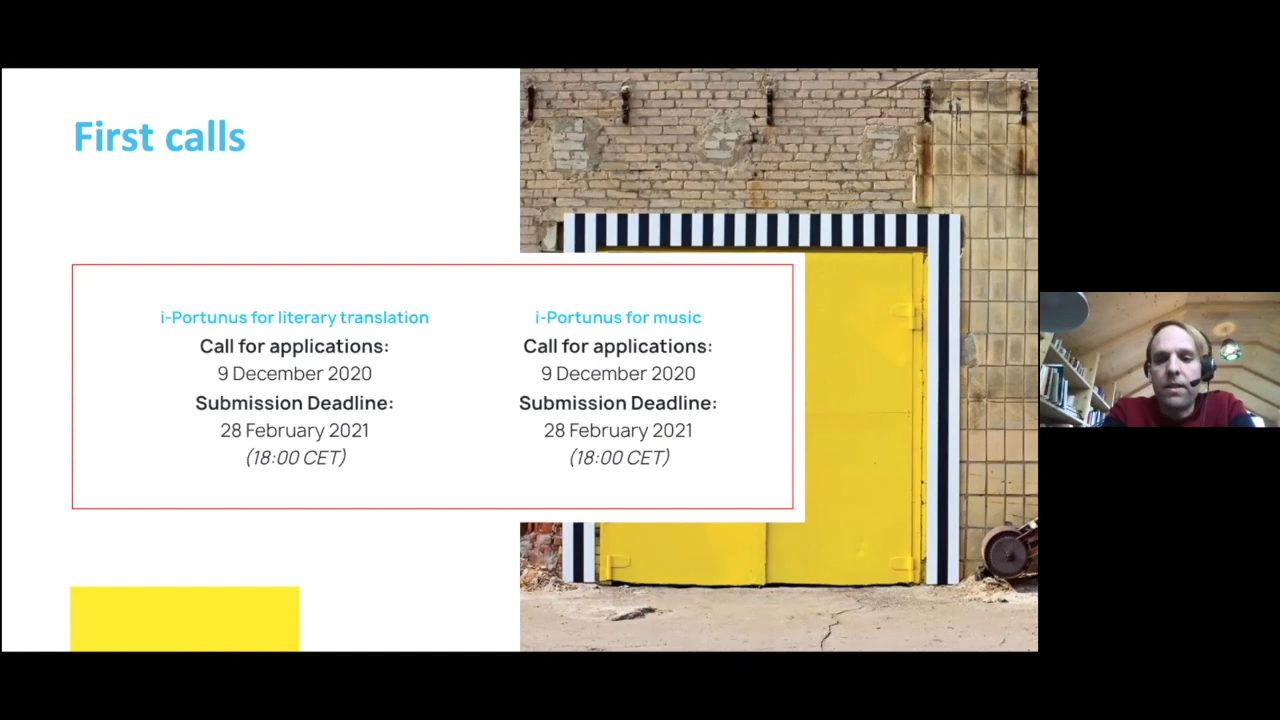 First calls
i-Portunus for literary translation
Call for applications:
9 December 2020
Submission Deadline:
28 February 2021
(18:00 CET)
i-Portunus for music
Call for applications:
9 December 2020
Submission Deadline:
28 February 2021
(18:00 CET)